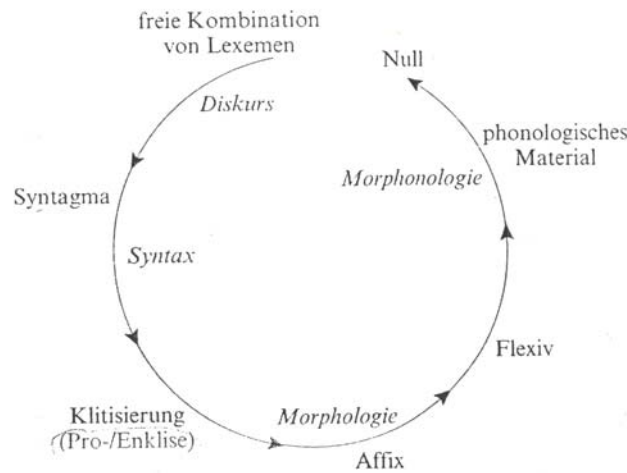 freie Kombination
von Lexemen
Diskurs
Syntagma
Syntax
Klitisierung
(Pro-/Enklise)
Morphologie
Affix
Flexiv
Morphonologie
phonologisches
Material
Null